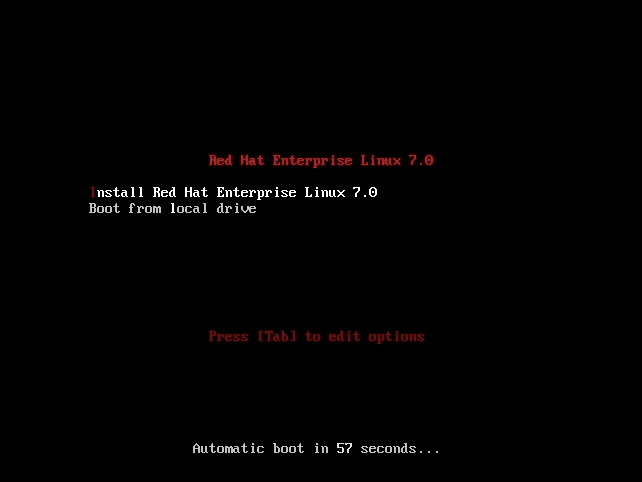 Red Hat Enterprise Linux 7.0
Install Red Hat Enterprise Linux 7.0
Boot from local drive
Press [Tab] to edit options
Automatic boot in 57 seconds...